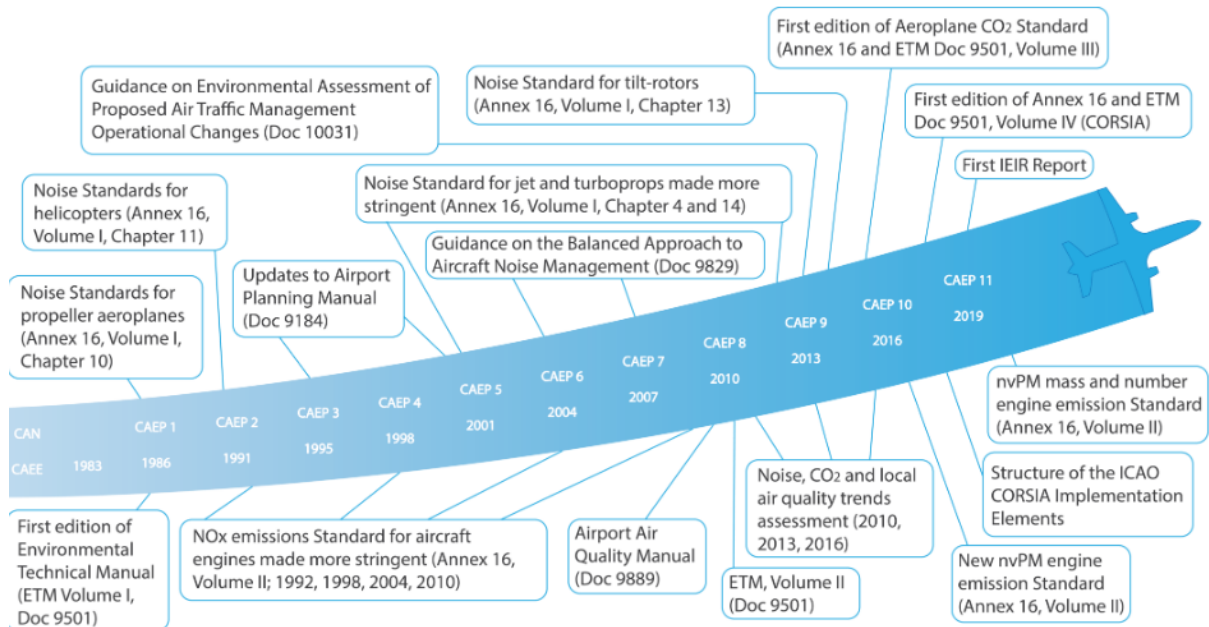 First edition of Aeroplane CO2 Standard
(Annex 16 and ETM Doc 9501, Volume III)
Guidance on Environmental Assessment of
Proposed Air Traffic Management
Operational Changes (Doc 10031)
Noise Standard for tilt-rotors
(Annex 16, Volume I, Chapter 13)
First edition of Annex 16 and ETM
Doc 9501, Volume IV (CORSIA)
First IEIR Report
Noise Standards for
helicopters (Annex 16,
Volume I, Chapter 11)
Noise Standard for jet and turboprops made more
stringent (Annex 16, Volume I, Chapter 4 and 14)
Guidance on the Balanced Approach to
Aircraft Noise Management (Doc 9829)
Updates to Airport
Planning Manual
(Doc 9184)
Noise Standards for
propeller aeroplanes
(Annex 16, Volume I,
Chapter 10)
CAN
CAEE
1983
CAEP 1
1986
CAEP 2
1991
CAEP 3
1995
CAEP 4
1998
CAEP 5
2001
CAEP 6
2004
CAEP 7
2007
CAEP 8
2010
CAEP 9
2013
CAEP 10
2016
CAEP 11
2019
First edition of
Environmental
Technical Manual
(ETM Volume I,
Doc 9501)
NOx emissions Standard for aircraft
engines made more stringent (Annex 16,
Volume II; 1992, 1998, 2004, 2010)
Airport Air
Quality Manual
(Doc 9889)
ETM, Volume II
(Doc 9501)
Noise, CO2 and local
air quality trends
assessment (2010,
2013, 2016)
New nvPM engine
emission Standard
(Annex 16, Volume II)
Structure of the ICAO
CORSIA Implementation
Elements
nvPM mass and number
engine emission Standard
(Annex 16, Volume II)